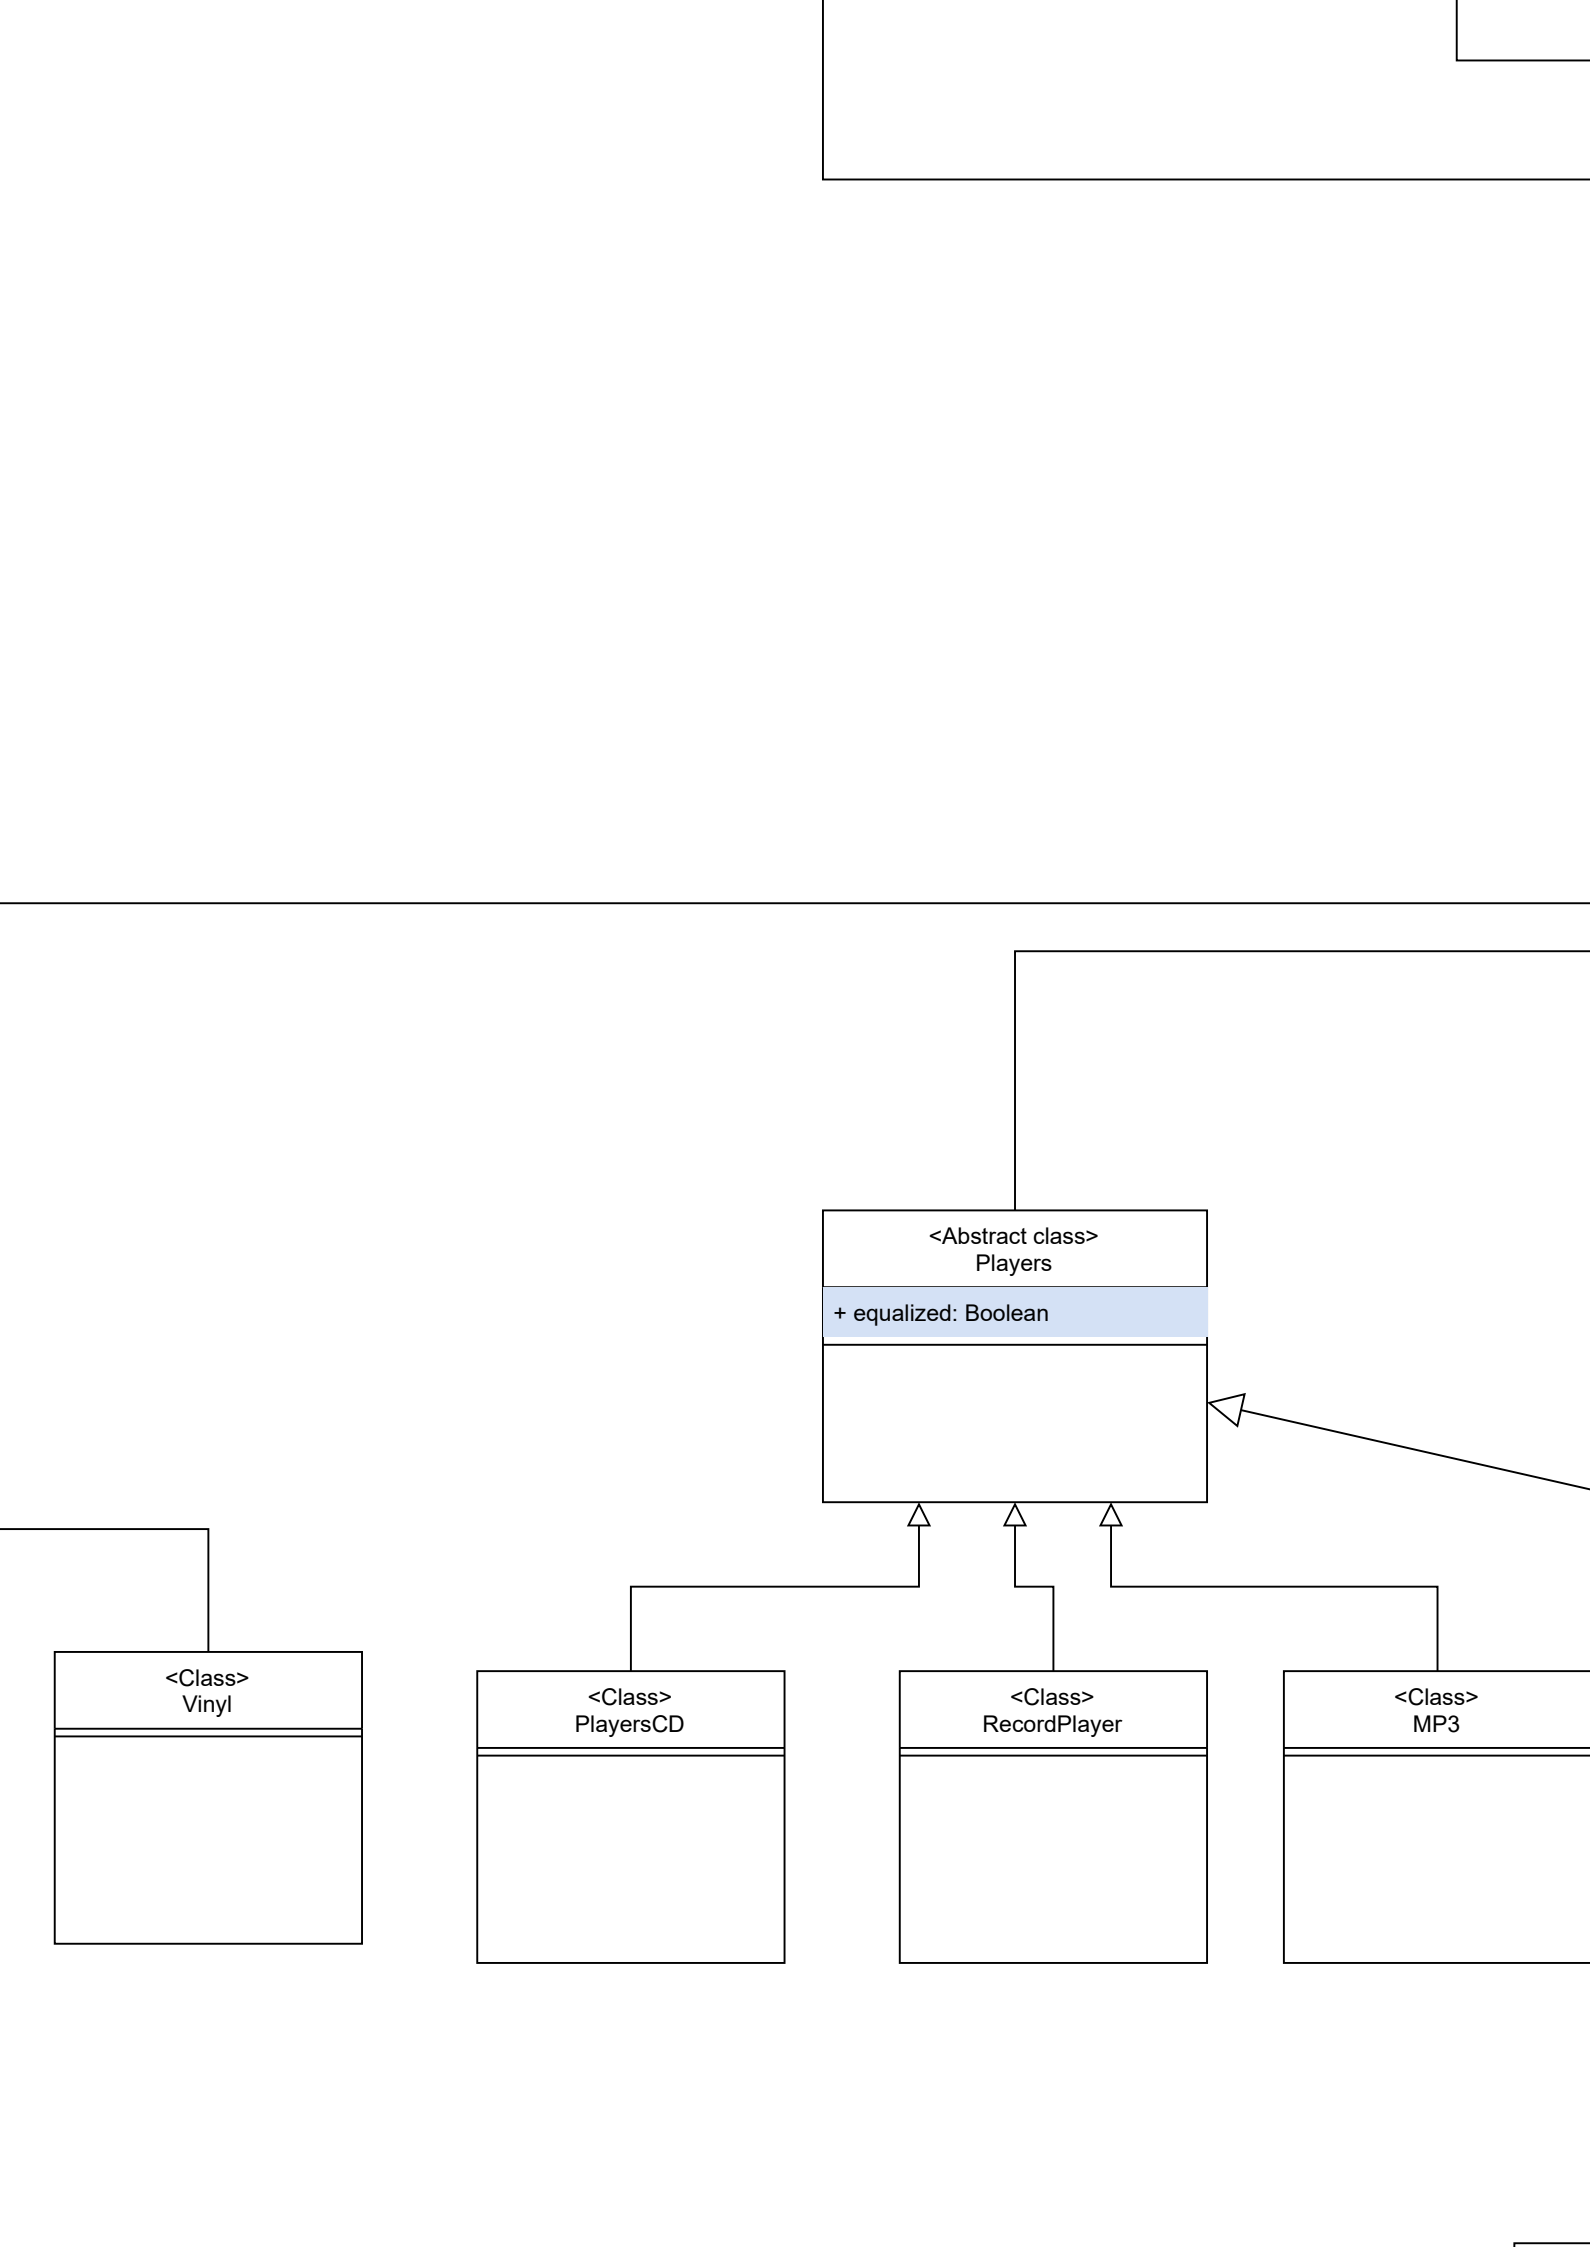 <Abstract class>
Players
+ equalized: Boolean
<Class>
Vinyl
<Class>
PlayersCD
<Class>
RecordPlayer
<Class>
MP3